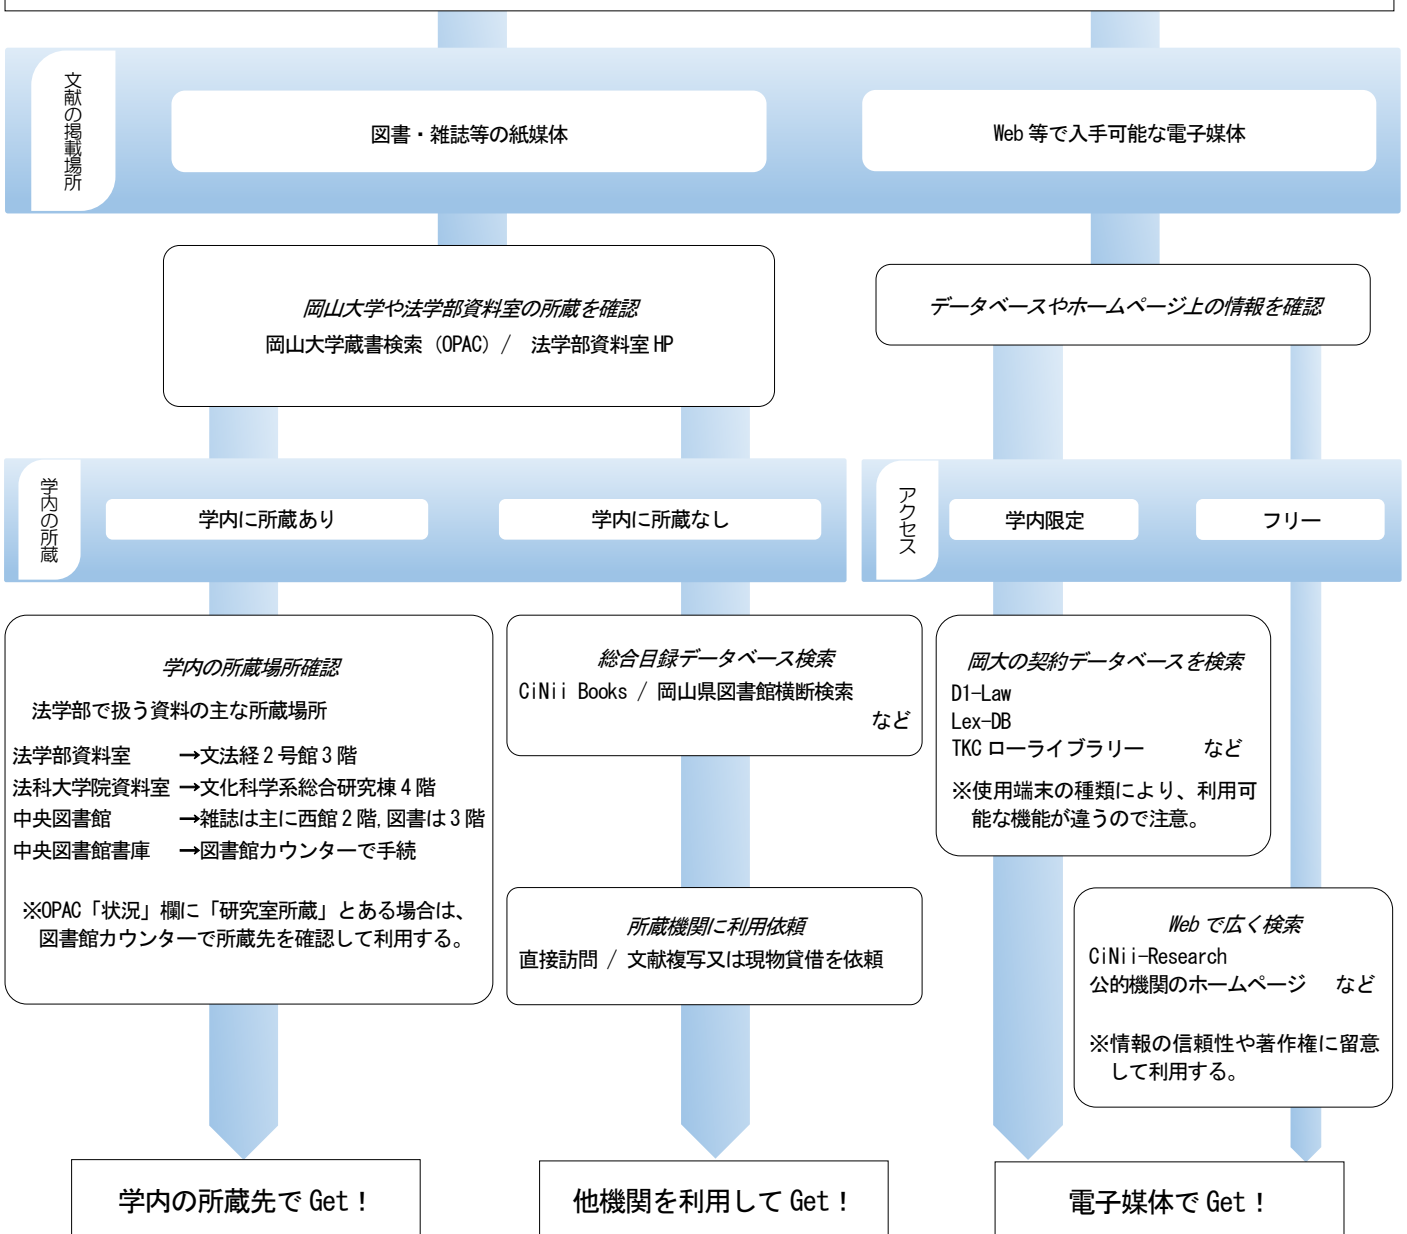 文献の掲載場所
図書・雑誌等の紙媒体
Web 等で入手可能な電子媒体
岡山大学や法学部資料室の所蔵を確認
岡山大学蔵書検索（OPAC）/ 法学部資料室 HP
データベースやホームページ上の情報を確認
学内の所蔵
学内に所蔵あり
学内に所蔵なし
アクセス
学内限定
フリー
学内の所蔵場所確認
法学部で扱う資料の主な所蔵場所
法学部資料室 →文法経 2 号館 3 階
法科大学院資料室 →文化科学系総合研究棟 4 階
中央図書館 →雑誌は主に西館 2 階, 図書は 3 階
中央図書館書庫 →図書館カウンターで手続
※OPAC「状況」欄に「研究室所蔵」とある場合は、
図書館カウンターで所蔵先を確認して利用する。
総合目録データベース検索
CiNii Books / 岡山県図書館横断検索
など
所蔵機関に利用依頼
直接訪問 / 文献複写又は現物貸借を依頼
岡大の契約データベースを検索
D1-Law
Lex-DB
TKC ローライブラリー など
※使用端末の種類により、利用可
能な機能が違うので注意。
Web で広く検索
CiNii-Research
公的機関のホームページ など
※情報の信頼性や著作権に留意
して利用する。
学内の所蔵先で Get！
他機関を利用して Get！
電子媒体で Get！